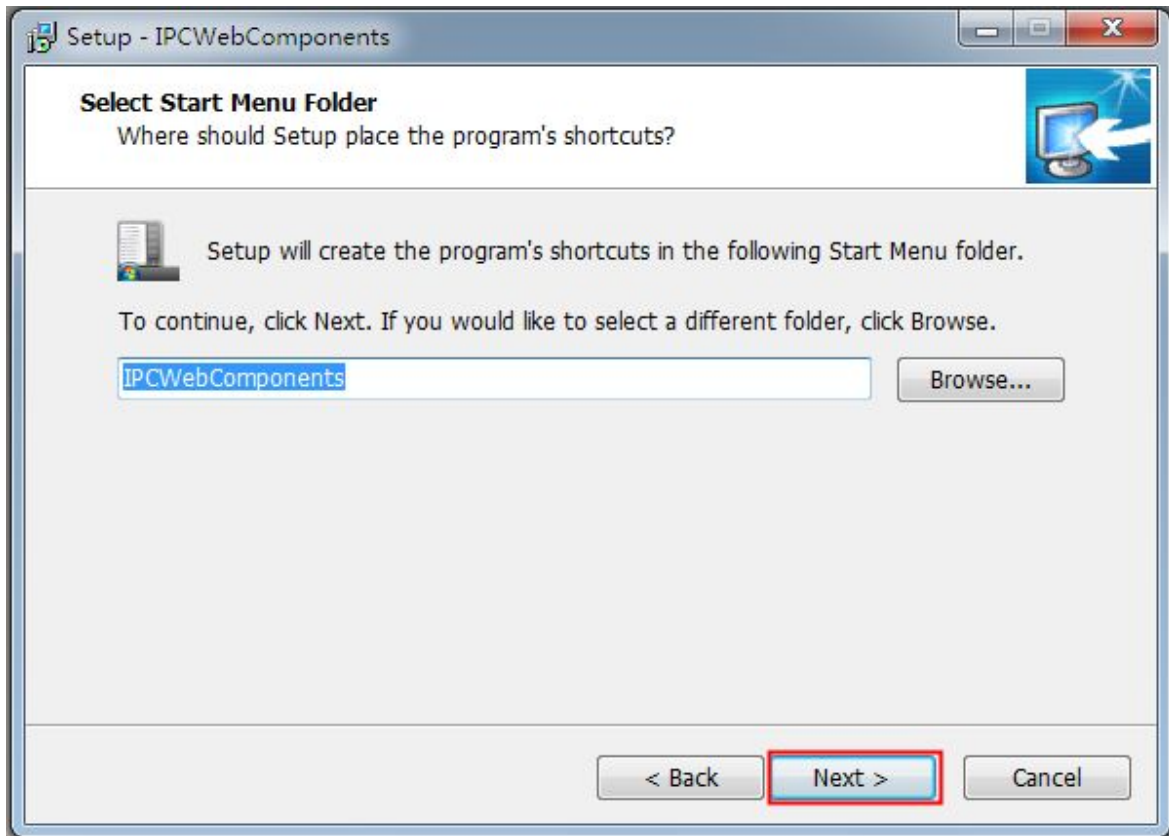 Setup - IPCWebComponents
Select Start Menu Folder
Where should Setup place the program's shortcuts?
Setup will create the program's shortcuts in the following Start Menu folder.
To continue, click Next. If you would like to select a different folder, click Browse.
IPCWebComponents
Browse...
< Back
Next >
Cancel